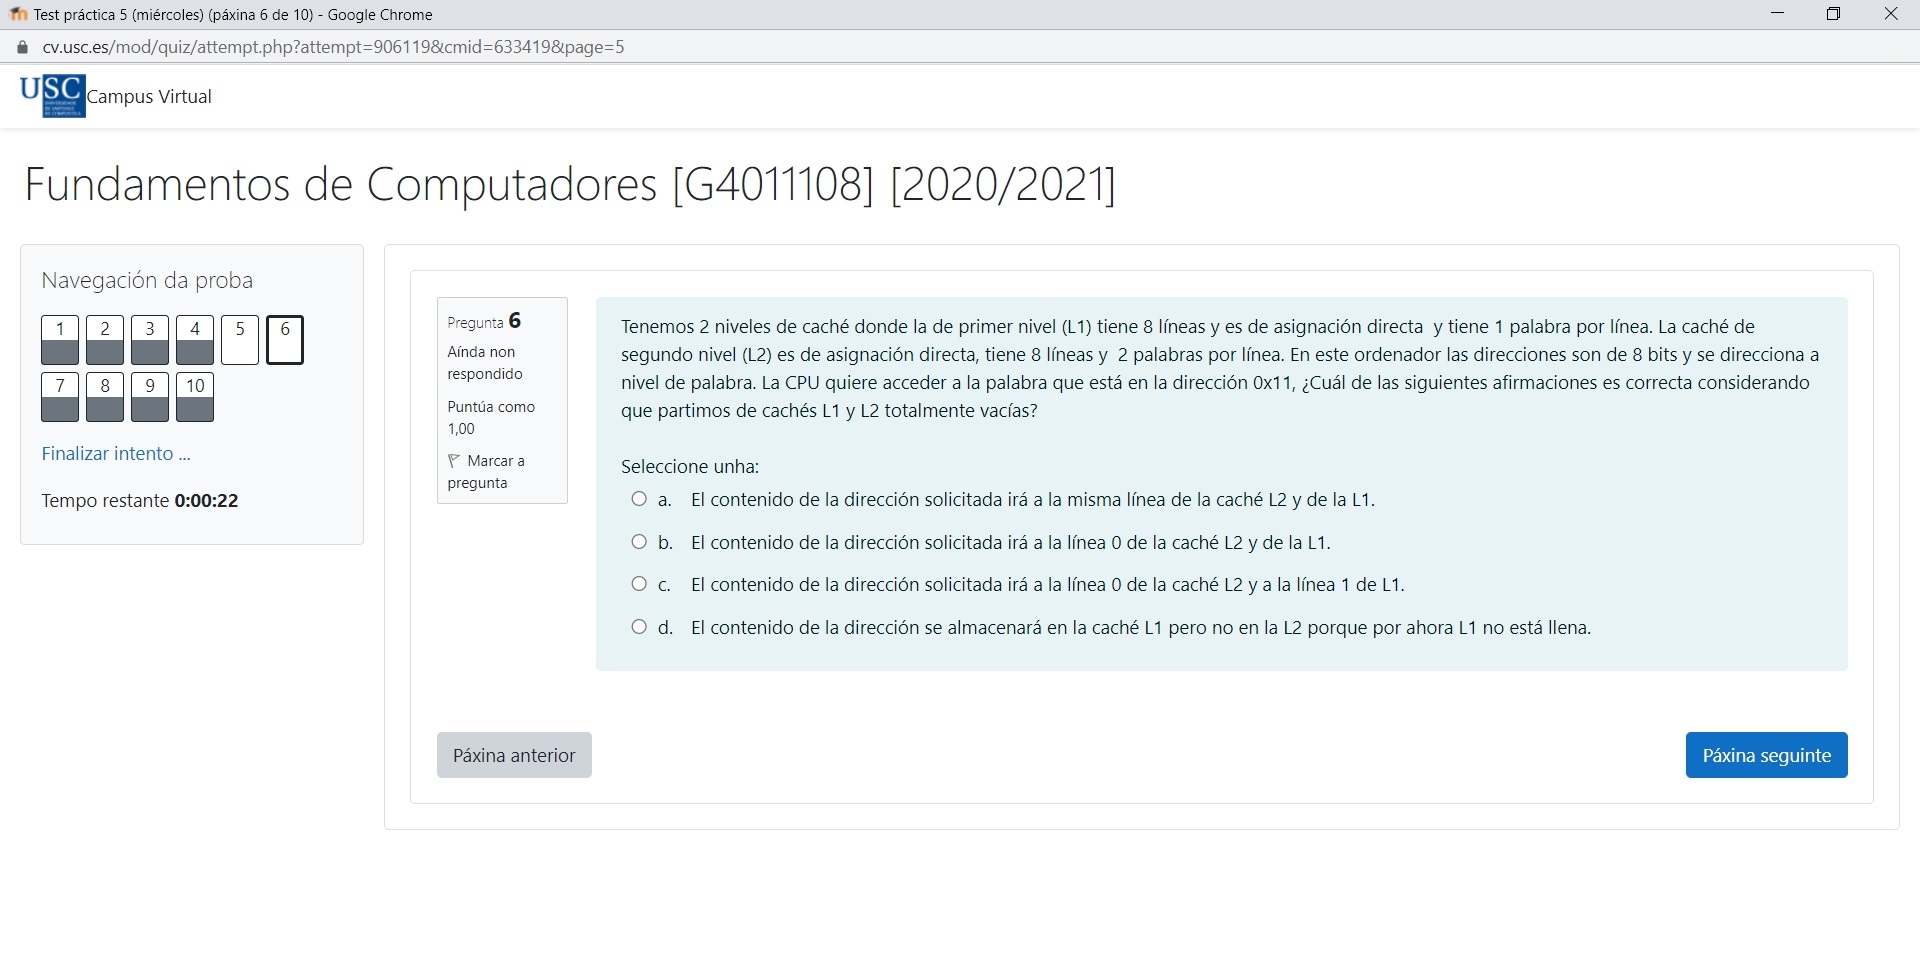 Test práctica 5 (miércoles) (páxina 6 de 10) - Google Chrome
cv.usc.es/mod/quiz/attempt.php?attempt=906119&cmid=633419&page=5
USC
Campus Virtual
Fundamentos de Computadores [G4011108] [2020/2021]
Navegación da proba
1 2 3 4 5 6
7 8 9 10
Finalizar intento ...
Tempo restante 0:00:22
Pregunta 6
Aínda non
respondido
Puntúa como
1,00
Marcar a
pregunta
Tenemos 2 niveles de caché donde la de primer nivel (L1) tiene 8 líneas y es de asignación directa y tiene 1 palabra por línea. La caché de
segundo nivel (L2) es de asignación directa, tiene 8 líneas y 2 palabras por línea. En este ordenador las direcciones son de 8 bits y se direcciona a
nivel de palabra. La CPU quiere acceder a la palabra que está en la dirección 0x11, ¿Cuál de las siguientes afirmaciones es correcta considerando
que partimos de cachés L1 y L2 totalmente vacías?
Seleccione unha:
a. El contenido de la dirección solicitada irá a la misma línea de la caché L2 y de la L1.
b. El contenido de la dirección solicitada irá a la línea 0 de la caché L2 y de la L1.
c. El contenido de la dirección solicitada irá a la línea 0 de la caché L2 y a la línea 1 de L1.
d. El contenido de la dirección se almacenará en la caché L1 pero no en la L2 porque por ahora L1 no está llena.
Páxina anterior
Páxina seguinte